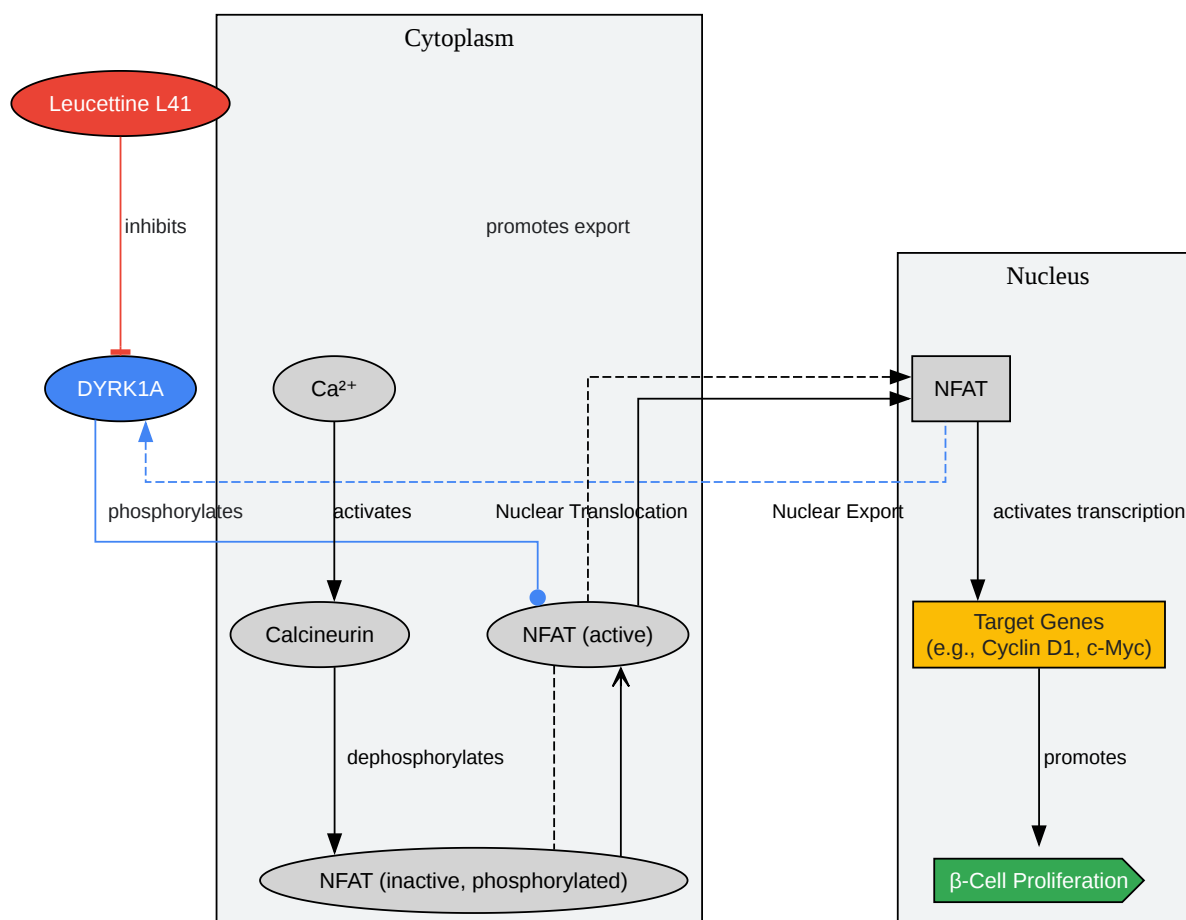 Cytoplasm
Leucettine L41
inhibits
promotes export
Nucleus
DYRK1A
Ca²⁺
NFAT
phosphorylates
activates
Nuclear Translocation
Nuclear Export
activates transcription
Calcineurin
NFAT (active)
Target Genes
(e.g., Cyclin D1, c-Myc)
dephosphorylates
promotes
NFAT (inactive, phosphorylated)
β-Cell Proliferation